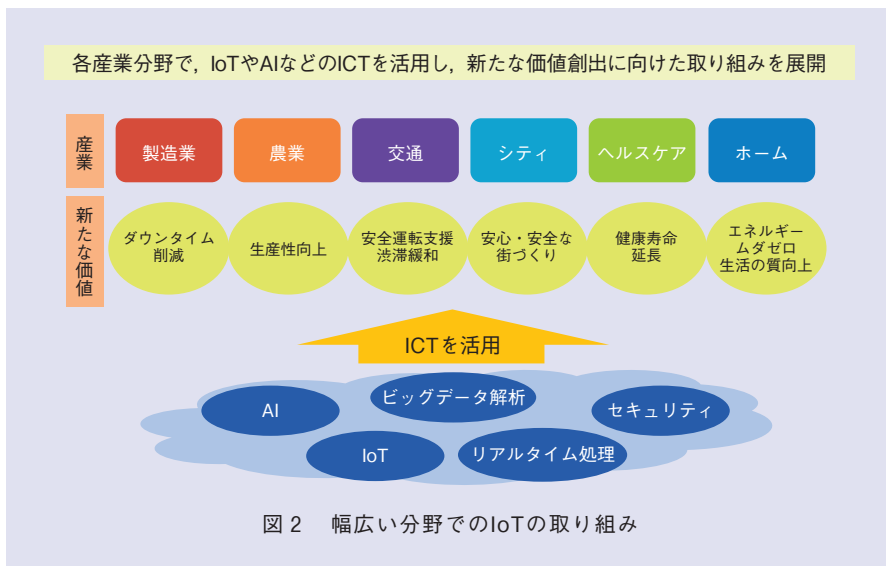 各産業分野で，IoTやAIなどのICTを活用し，新たな価値創出に向けた取り組みを展開
産業
製造業
農業
交通
シティ
ヘルスケア
ホーム
新たな価値
ダウンタイム
削減
生産性向上
安全運転支援
渋滞緩和
安心・安全な
街づくり
健康寿命
延長
エネルギー
ムダゼロ
生活の質向上
ICTを活用
AI
ビッグデータ解析
セキュリティ
IoT
リアルタイム処理
図2　幅広い分野でのIoTの取り組み